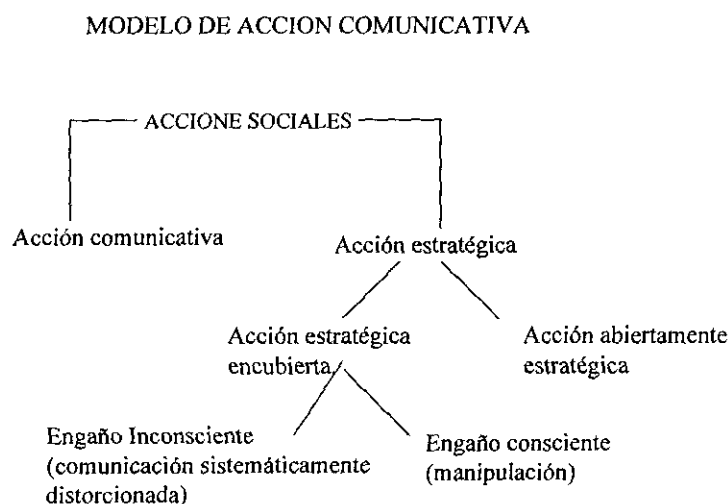 MODELO DE ACCION COMUNICATIVA
ACCIONE SOCIALES
Acción comunicativa
Acción estratégica
Acción estratégica
encubierta
Acción abiertamente
estratégica
Engaño Inconsciente
(comunicación sistemáticamente
distorcionada)
Engaño consciente
(manipulación)